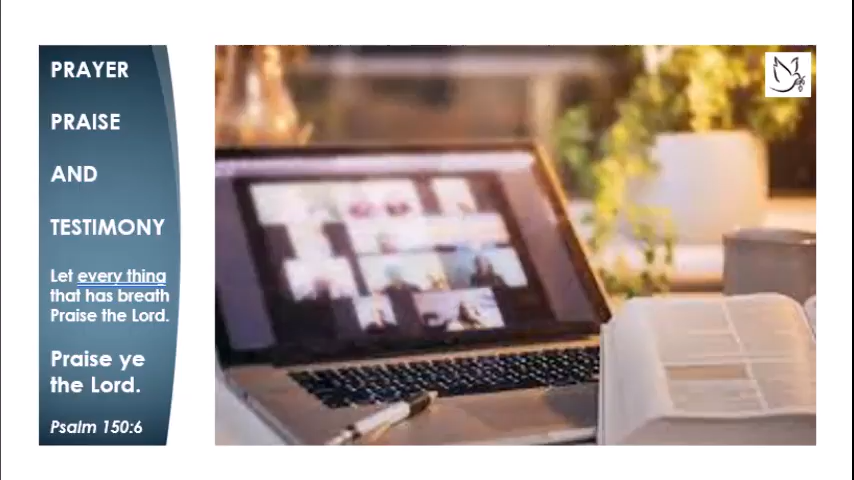 PRAYER
PRAISE
AND
TESTIMONY
Let every thing
that has breath
Praise the Lord.
Praise ye
the Lord.
Psalm 150:6